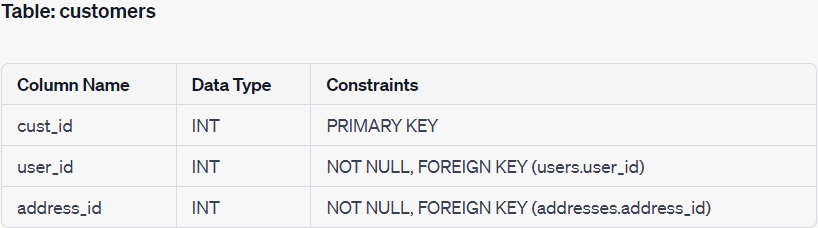 Table: customers
Column Name Data Type Constraints
cust_id INT PRIMARY KEY
user_id INT NOT NULL, FOREIGN KEY (users.user_id)
address_id INT NOT NULL, FOREIGN KEY (addresses.address_id)